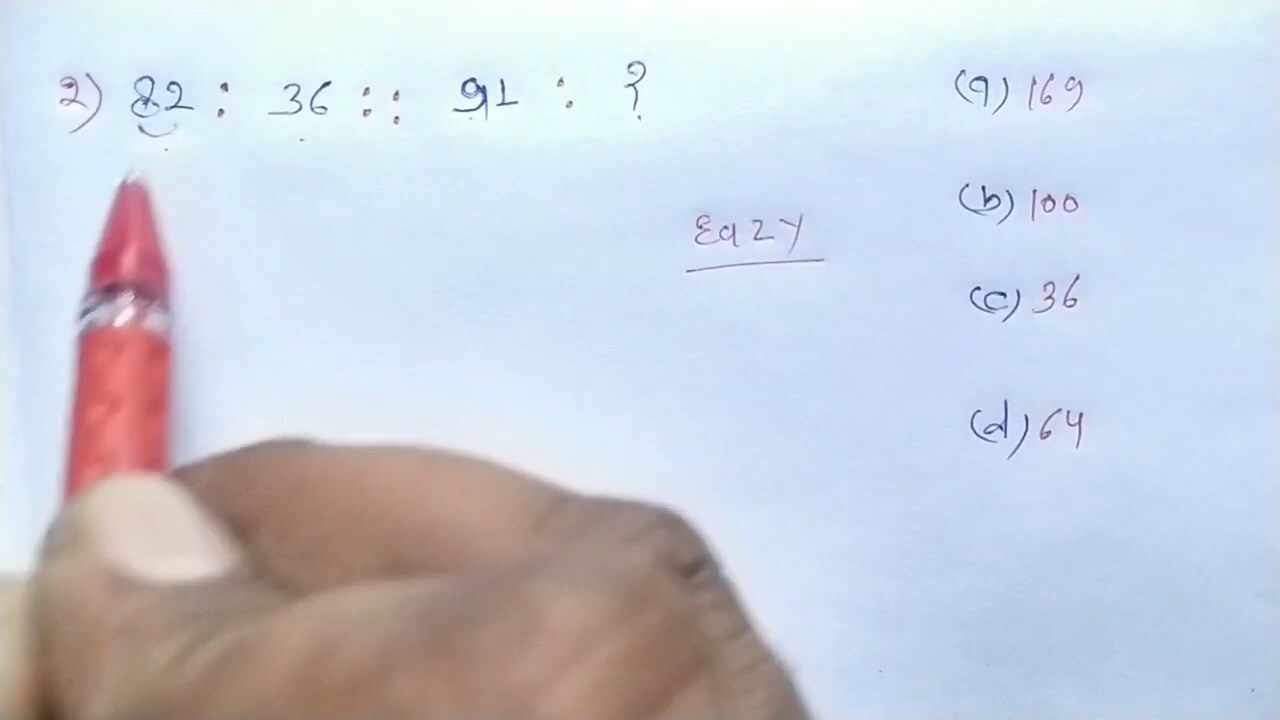 2) 82 : 36 :: 91 : ?
(a) 169
(b) 100
Eazy
(c) 36
(d) 64